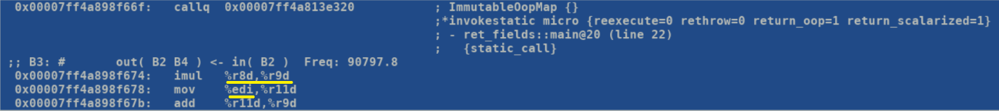 0x00007ff4a898f66f: callq 0x00007ff4a813e320 ; ImmutableOopMap {}
;*invokestatic micro {reexecute=0 rethrow=0 return_oop=1 return_scalarized=1}
; - ret_fields::main@20 (line 22)
; {static_call}
;; B3: # out( B2 B4 ) <- in( B2 ) Freq: 90797.8
0x00007ff4a898f674: imul %r8d,%r9d
0x00007ff4a898f678: mov %edi,%r11d
0x00007ff4a898f67b: add %r11d,%r9d